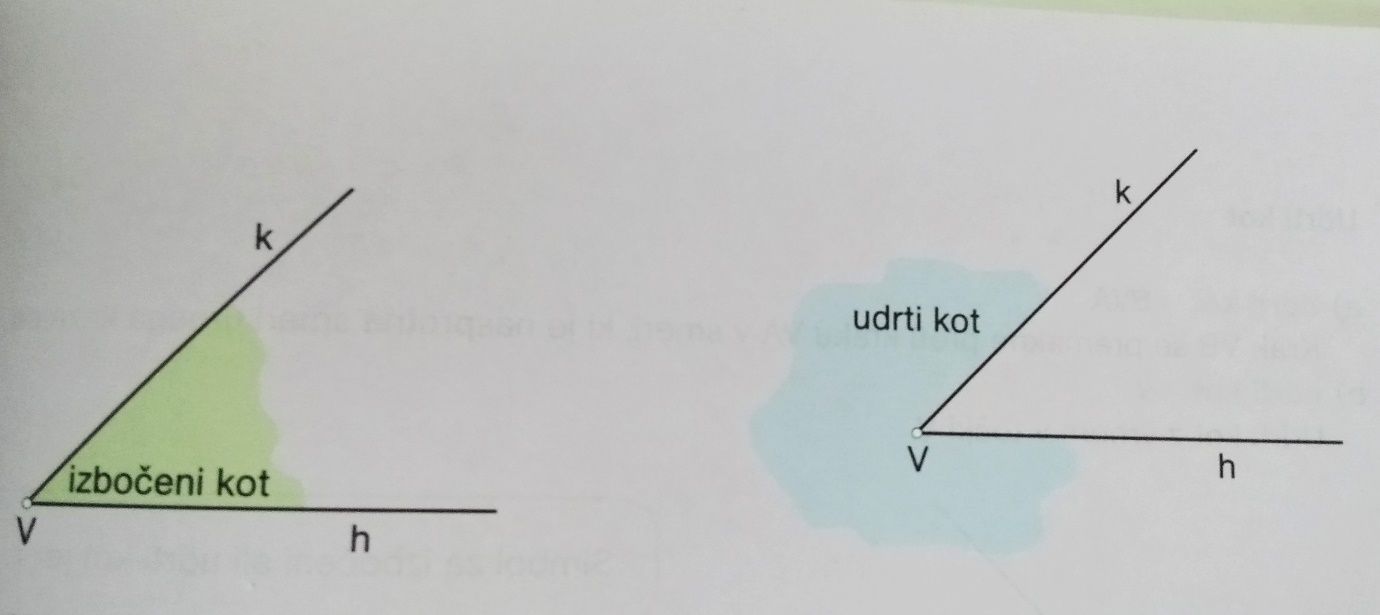 k
izbočeni kot
V
h
k
udrti kot
V
h